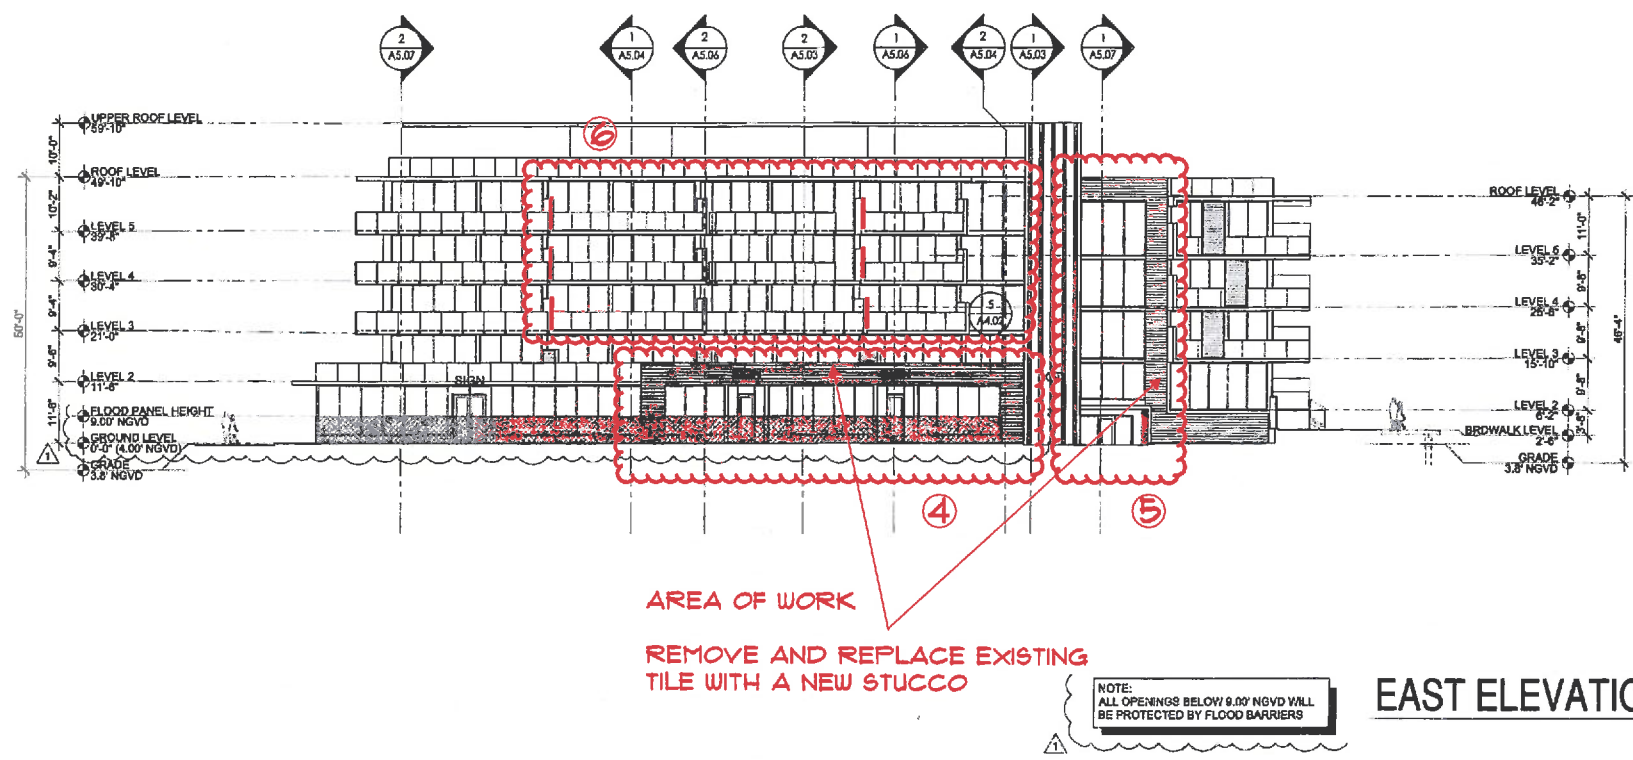 2
A5.07
1
A5.04
2
A5.06
2
A5.03
1
A5.06
2
A5.04
1
A5.03
1
A5.07
UPPER ROOF LEVEL
59'-10"
10'-0"
6
ROOF LEVEL
49'-10"
10'-2"
LEVEL 5
39'-8"
9'-4"
LEVEL 4
30'-4"
9'-4"
LEVEL 3
21'-0"
9'-6"
LEVEL 2
11'-6"
11'-6"
50'-0"
FLOOD PANEL HEIGHT
9.00' NGVD
GROUND LEVEL
0'-0" (4.00' NGVD)
GRADE
3.8' NGVD
1
SIGN
5
A4.02
ROOF LEVEL
46'-2"
11'-0"
LEVEL 5
35'-2"
9'-8"
LEVEL 4
25'-6"
9'-8"
LEVEL 3
15'-10"
9'-8"
LEVEL 2
6'-2"
3'-8"
BRDWALK LEVEL
2'-6"
GRADE
3.8' NGVD
46'-4"
4
5
AREA OF WORK
REMOVE AND REPLACE EXISTING
TILE WITH A NEW STUCCO
NOTE:
ALL OPENINGS BELOW 9.00' NGVD WILL
BE PROTECTED BY FLOOD BARRIERS
1
EAST ELEVATIO